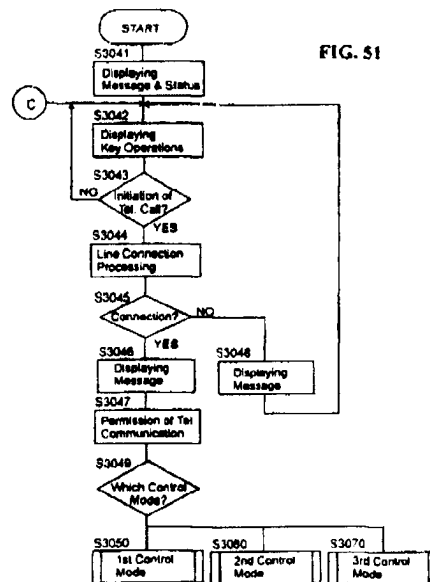 START
FIG. 51
S3041
Displaying
Message & Status
C
S3042
Displaying
Key Operations
S3043
NO
Initiation of
Tel. Call?
YES
S3044
Line Connection
Processing
S3045
Connection?
NO
YES
S3046
Displaying
Message
S3048
Displaying
Message
S3047
Permission of Tel
Communication
S3049
Which Control
Mode?
S3050
1st Control
Mode
S3060
2nd Control
Mode
S3070
3rd Control
Mode